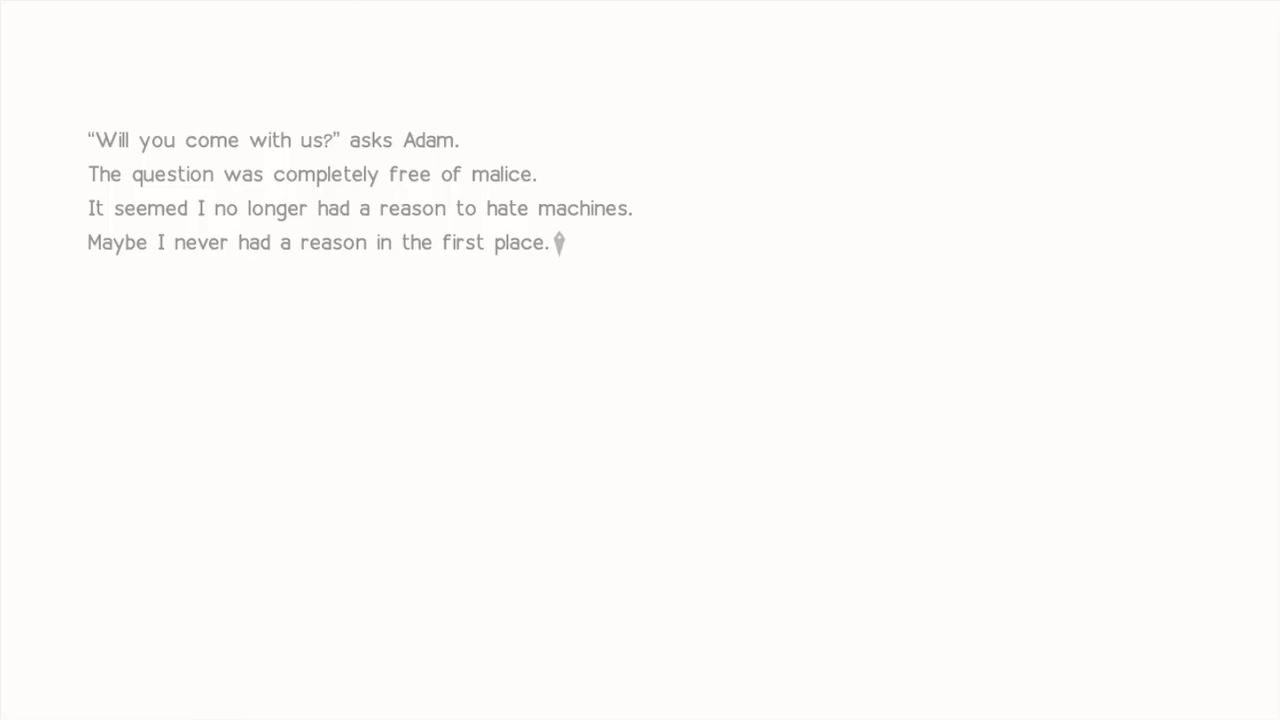 “Will you come with us?” asks Adam.
The question was completely free of malice.
It seemed I no longer had a reason to hate machines.
Maybe I never had a reason in the first place.